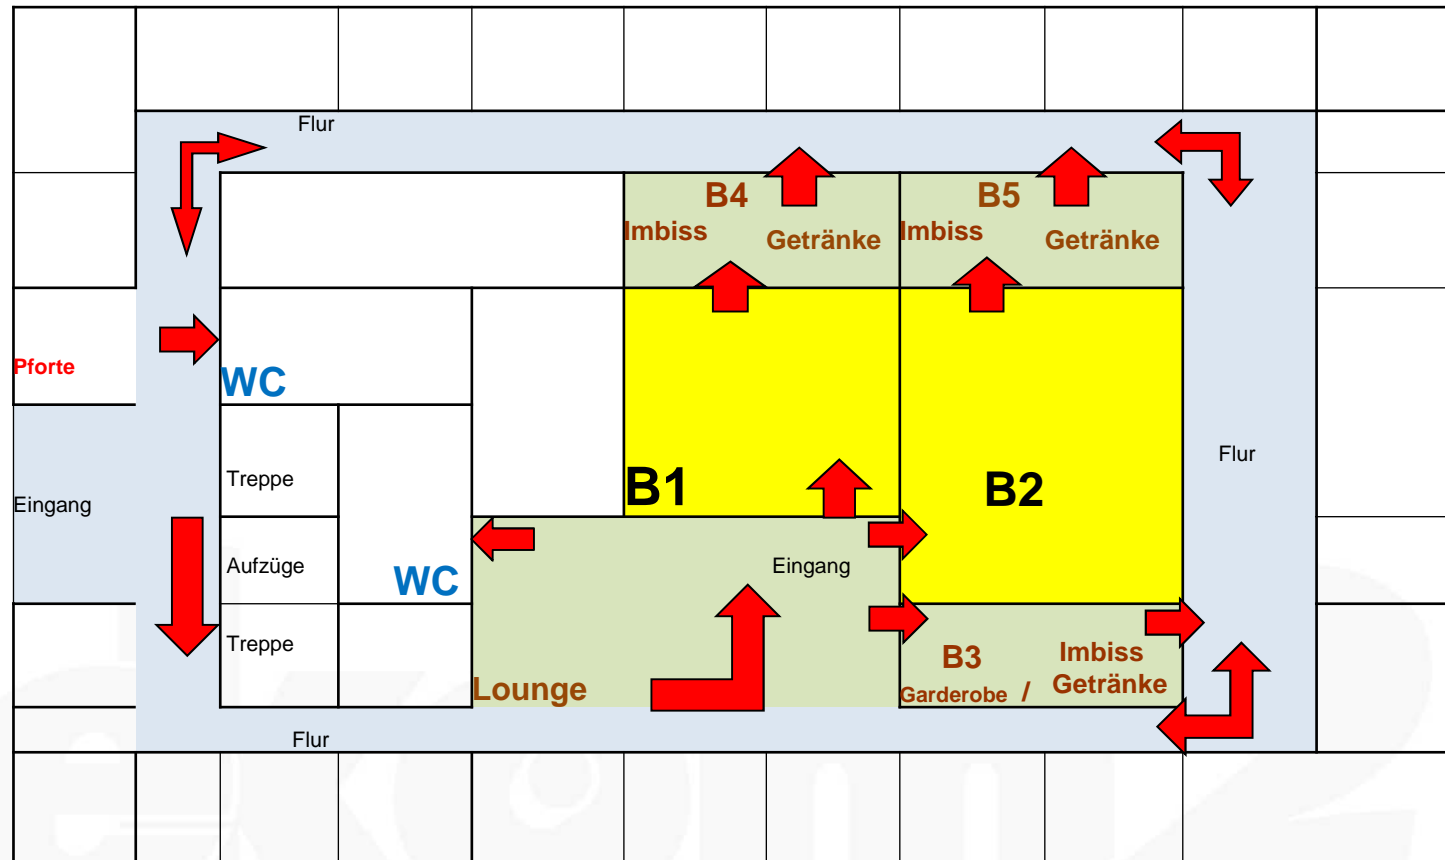 Flur
B4
B5
Imbiss
Getränke
Imbiss
Getränke
Pforte
WC
Flur
Treppe
B1
B2
Eingang
Aufzüge
WC
Eingang
Treppe
B3
Imbiss
Garderobe /
Getränke
Lounge
Flur